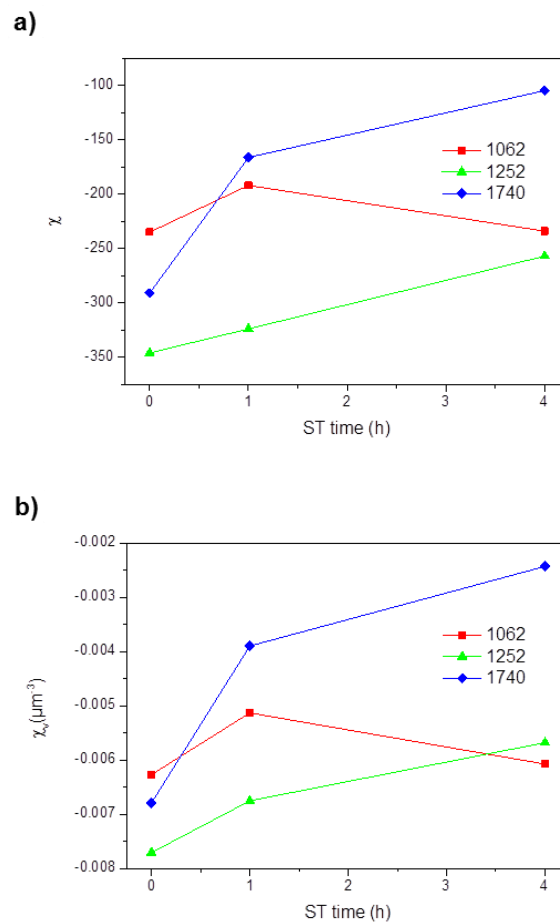 a)
-100
-150
-200
-250
-300
-350
χ
1062
1252
1740
0 1 2 3 4
ST time (h)
b)
-0.002
-0.003
-0.004
-0.005
-0.006
-0.007
-0.008
χᵥ(μm⁻³)
1062
1252
1740
0 1 2 3 4
ST time (h)